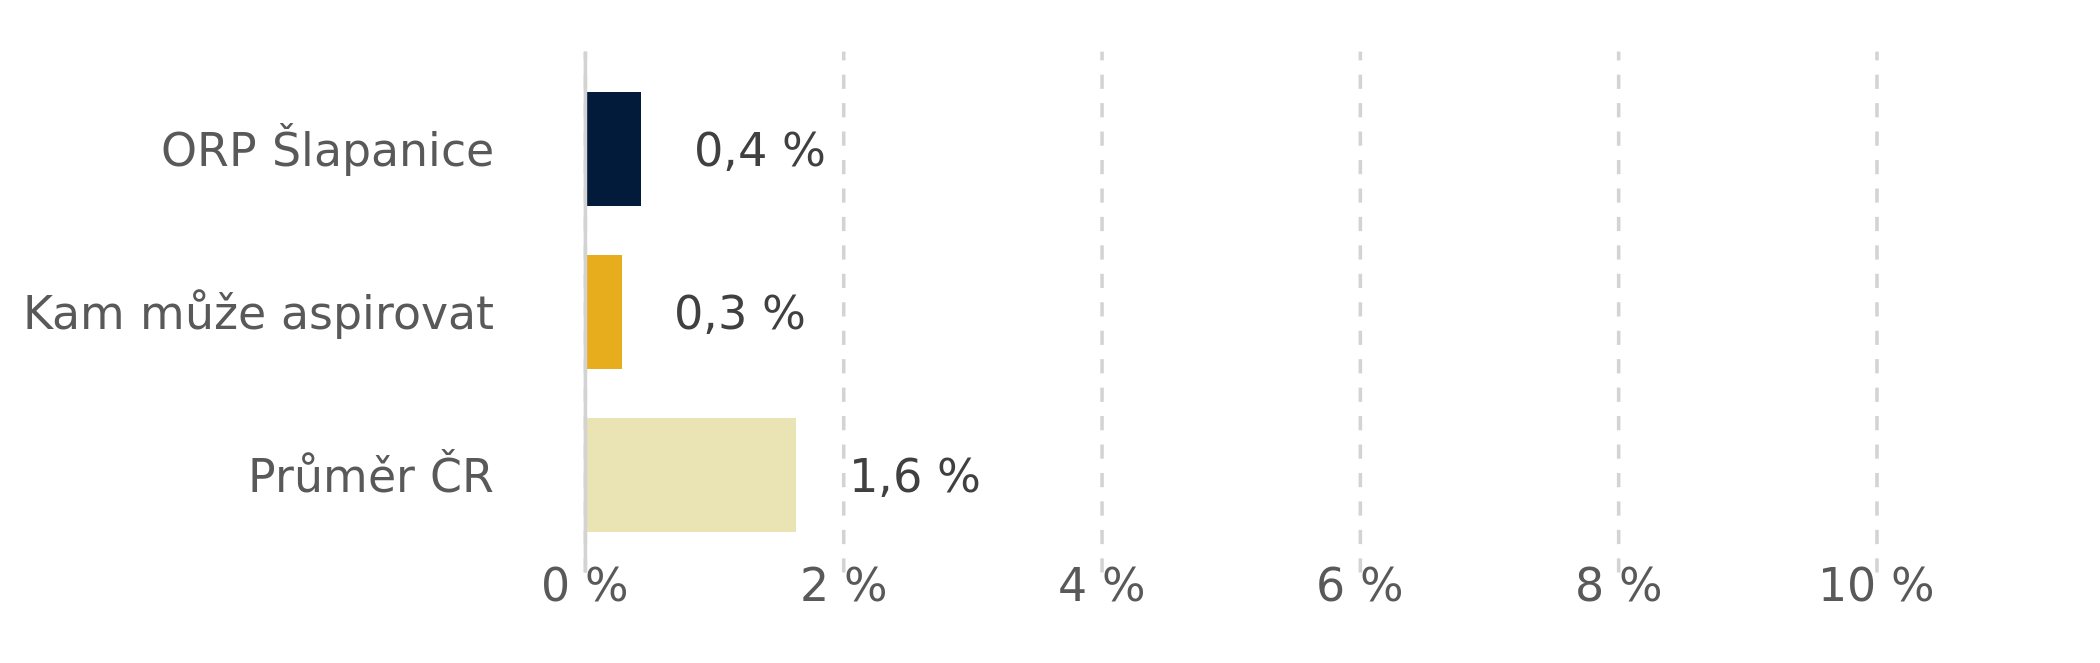 ORP Šlapanice 0,4 %
Kam může aspirovat 0,3 %
Průměr ČR 1,6 %
0 % 2 % 4 % 6 % 8 % 10 %